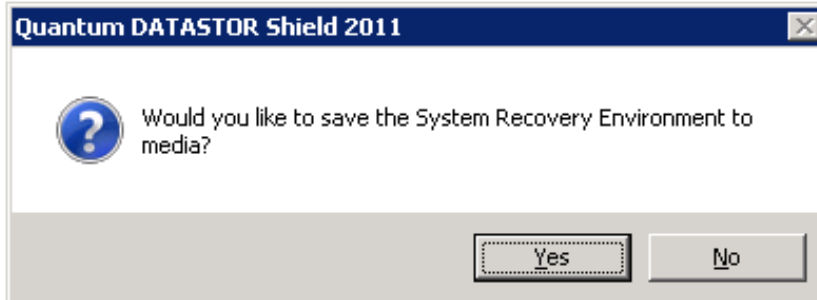 Quantum DATASTOR Shield 2011
Would you like to save the System Recovery Environment to
media?
Yes
No